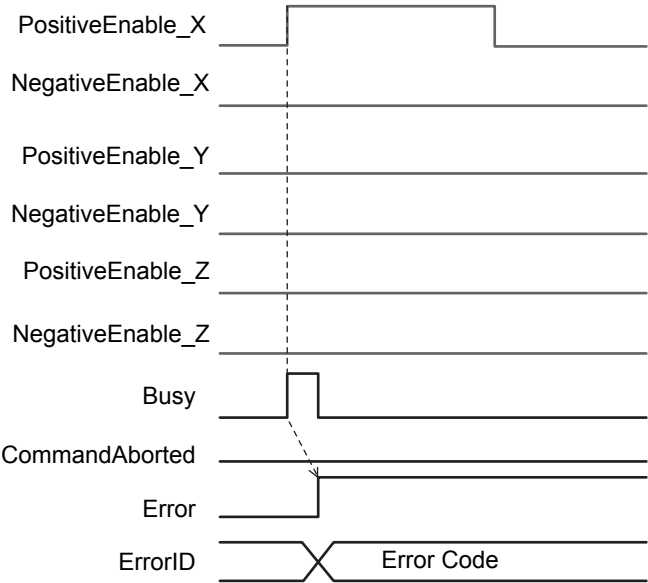 PositiveEnable_X
NegativeEnable_X
PositiveEnable_Y
NegativeEnable_Y
PositiveEnable_Z
NegativeEnable_Z
Busy
CommandAborted
Error
ErrorID
Error Code